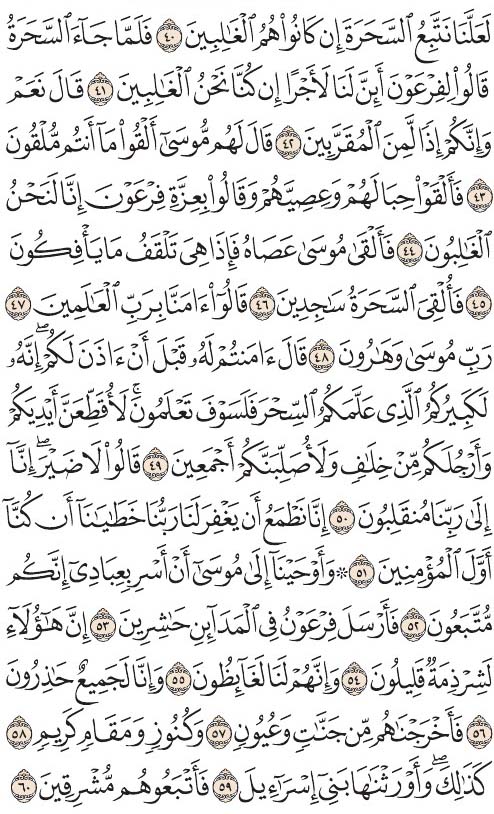 لَعَلَّنَا نَتَّبِعُ ٱلسَّحَرَةَ إِن كَانُوا۟ هُمُ ٱلْغَٰلِبِينَ ٤٠ فَلَمَّا جَآءَ ٱلسَّحَرَةُ
قَالُوا۟ لِفِرْعَوْنَ أَئِنَّ لَنَا لَأَجْرًا إِن كُنَّا نَحْنُ ٱلْغَٰلِبِينَ ٤١ قَالَ نَعَمْ
وَإِنَّكُمْ إِذًا لَّمِنَ ٱلْمُقَرَّبِينَ ٤٢ قَالَ لَهُم مُّوسَىٰٓ أَلْقُوا۟ مَآ أَنتُم مُّلْقُونَ
٤٣ فَأَلْقَوْا۟ حِبَالَهُمْ وَعِصِيَّهُمْ وَقَالُوا۟ بِعِزَّةِ فِرْعَوْنَ إِنَّا لَنَحْنُ
ٱلْغَٰلِبُونَ ٤٤ فَأَلْقَىٰ مُوسَىٰ عَصَاهُ فَإِذَا هِىَ تَلْقَفُ مَا يَأْفِكُونَ
٤٥ فَأُلْقِىَ ٱلسَّحَرَةُ سَٰجِدِينَ ٤٦ قَالُوٓا۟ ءَامَنَّا بِرَبِّ ٱلْعَٰلَمِينَ ٤٧
رَبِّ مُوسَىٰ وَهَٰرُونَ ٤٨ قَالَ ءَامَنتُمْ لَهُۥ قَبْلَ أَنْ ءَاذَنَ لَكُمْ ۖ إِنَّهُۥ
لَكَبِيرُكُمُ ٱلَّذِى عَلَّمَكُمُ ٱلسِّحْرَ فَلَسَوْفَ تَعْلَمُونَ ۚ لَأُقَطِّعَنَّ أَيْدِيَكُمْ
وَأَرْجُلَكُم مِّنْ خِلَٰفٍ وَلَأُصَلِّبَنَّكُمْ أَجْمَعِينَ ٤٩ قَالُوا۟ لَا ضَيْرَ ۖ إِنَّآ
إِلَىٰ رَبِّنَا مُنقَلِبُونَ ٥٠ إِنَّا نَطْمَعُ أَن يَغْفِرَ لَنَا رَبُّنَا خَطَٰيَٰنَآ أَن كُنَّآ
أَوَّلَ ٱلْمُؤْمِنِينَ ٥١ ۞ وَأَوْحَيْنَآ إِلَىٰ مُوسَىٰٓ أَنْ أَسْرِ بِعِبَادِىٓ إِنَّكُم
مُّتَّبَعُونَ ٥٢ فَأَرْسَلَ فِرْعَوْنُ فِى ٱلْمَدَآئِنِ حَٰشِرِينَ ٥٣ إِنَّ هَٰٓؤُلَآءِ
لَشِرْذِمَةٌ قَلِيلُونَ ٥٤ وَإِنَّهُمْ لَنَا لَغَآئِظُونَ ٥٥ وَإِنَّا لَجَمِيعٌ حَٰذِرُونَ
٥٦ فَأَخْرَجْنَٰهُم مِّن جَنَّٰتٍ وَعُيُونٍ ٥٧ وَكُنُوزٍ وَمَقَامٍ كَرِيمٍ ٥٨
كَذَٰلِكَ ۖ وَأَوْرَثْنَٰهَا بَنِىٓ إِسْرَٰٓءِيلَ ٥٩ فَأَتْبَعُوهُم مُّشْرِقِينَ ٦٠